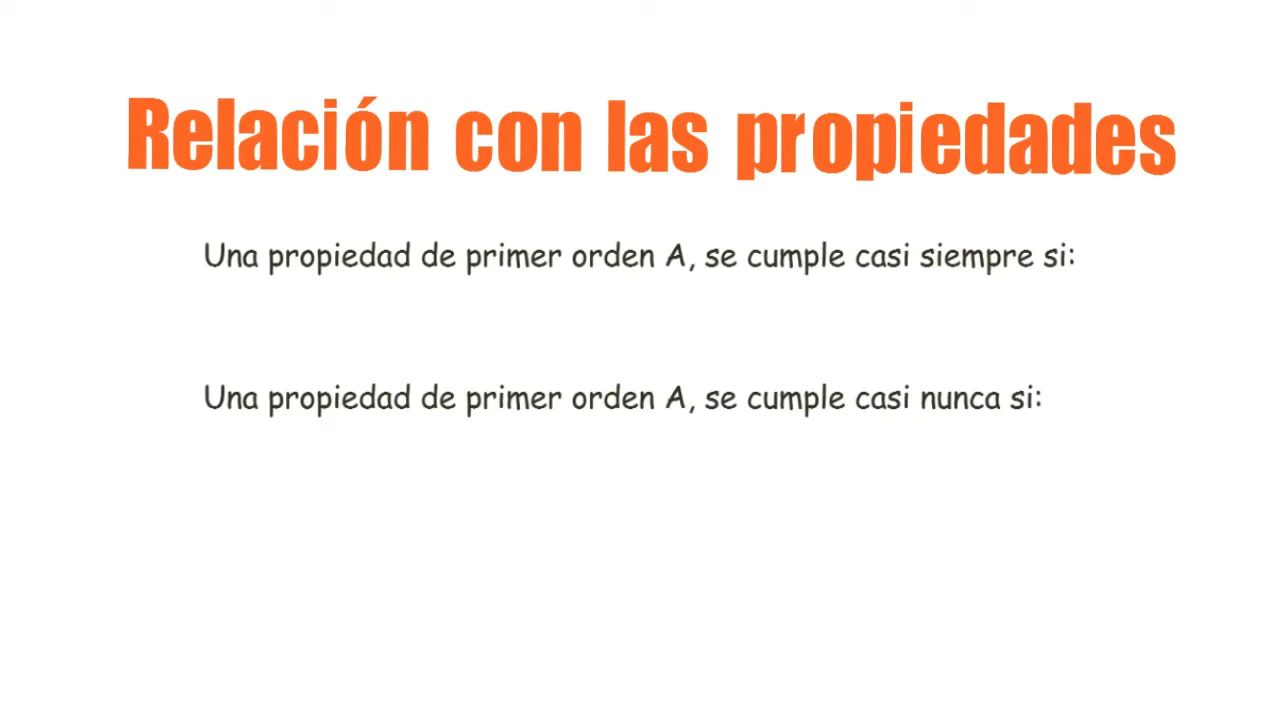 Relación con las propiedades
Una propiedad de primer orden A, se cumple casi siempre si:
Una propiedad de primer orden A, se cumple casi nunca si: